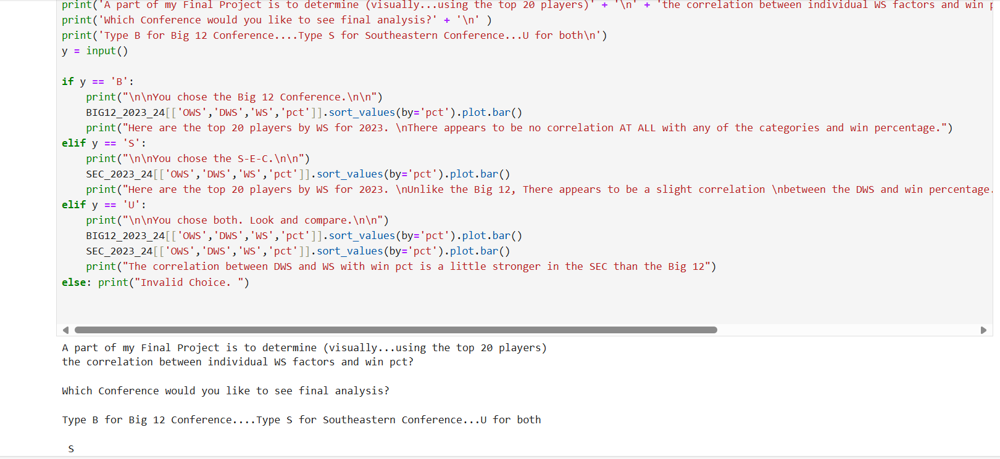 print('A part of my Final Project is to determine (visually...using the top 20 players)' + '\n' + 'the correlation between individual WS factors and win
print('Which Conference would you like to see final analysis?' + '\n' )
print('Type B for Big 12 Conference....Type S for Southeastern Conference...U for both\n')
y = input()
if y == 'B':
print("\n\nYou chose the Big 12 Conference.\n\n")
BIG12_2023_24[['OWS','DWS','WS','pct']].sort_values(by='pct').plot.bar()
print("Here are the top 20 players by WS for 2023. \nThere appears to be no correlation AT ALL with any of the categories and win percentage.")
elif y == 'S':
print("\n\nYou chose the S-E-C.\n\n")
SEC_2023_24[['OWS','DWS','WS','pct']].sort_values(by='pct').plot.bar()
print("Here are the top 20 players by WS for 2023. \nUnlike the Big 12, There appears to be a slight correlation \nbetween the DWS and win percentage.
elif y == 'U':
print("\n\nYou chose both. Look and compare.\n\n")
BIG12_2023_24[['OWS','DWS','WS','pct']].sort_values(by='pct').plot.bar()
SEC_2023_24[['OWS','DWS','WS','pct']].sort_values(by='pct').plot.bar()
print("The correlation between DWS and WS with win pct is a little stronger in the SEC than the Big 12")
else: print("Invalid Choice. ")
A part of my Final Project is to determine (visually...using the top 20 players)
the correlation between individual WS factors and win pct?
Which Conference would you like to see final analysis?
Type B for Big 12 Conference....Type S for Southeastern Conference...U for both
S